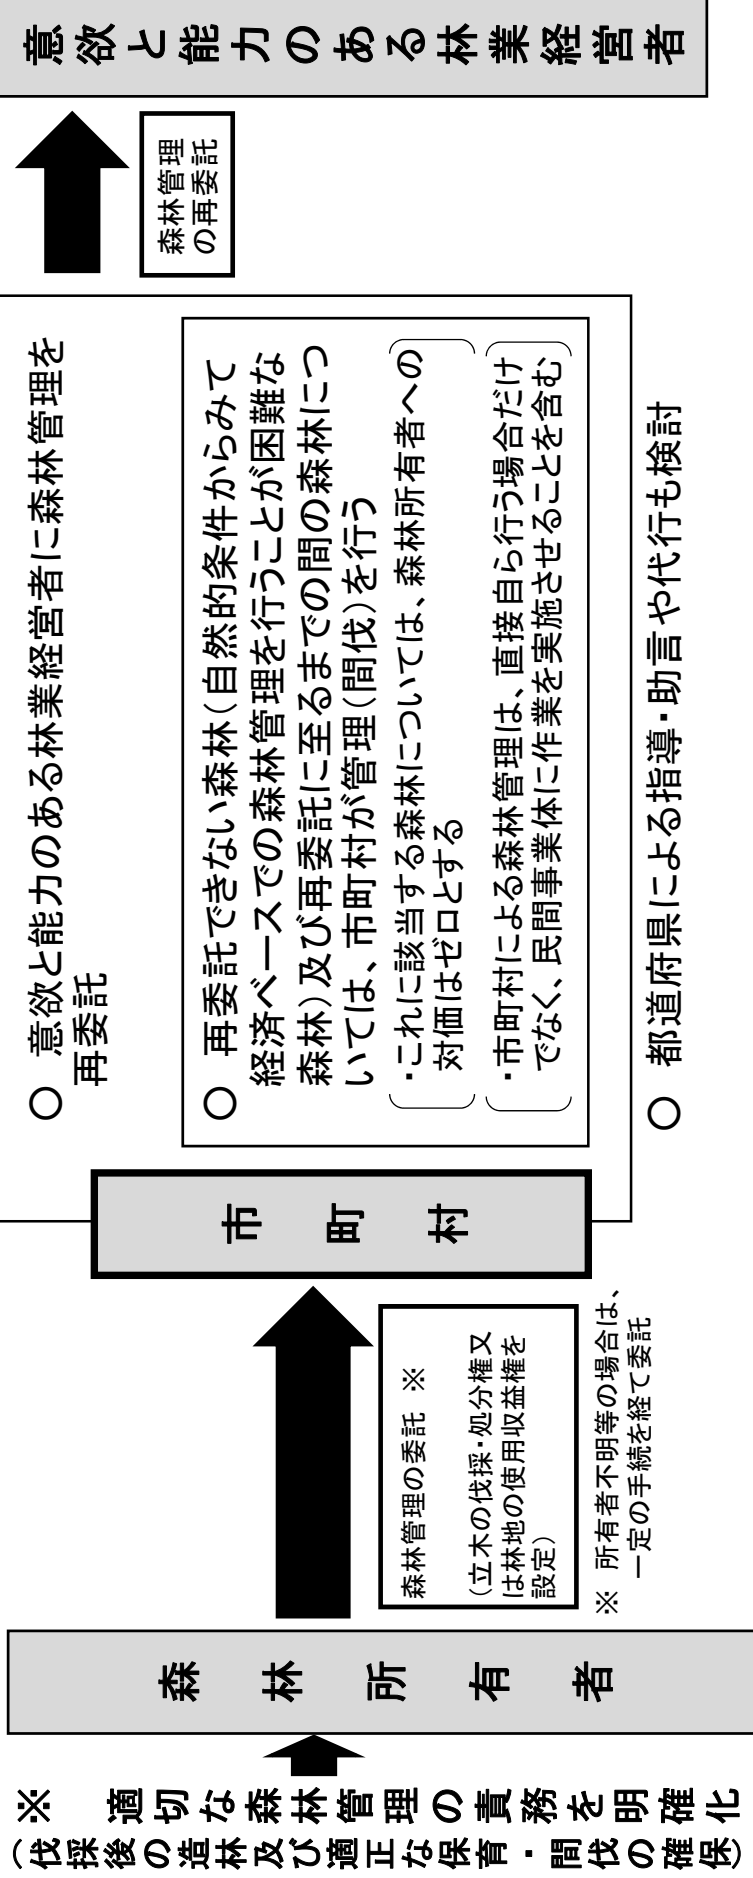 ※　適切な森林管理の責務を明確化
（伐採後の造林及び適正な保育・間伐の確保）
森林所有者
森林管理の委託　※
（立木の伐採・処分権又
は林地の使用収益権を
設定）
※　所有者不明等の場合は、
一定の手続を経て委託
市町村
○　意欲と能力のある林業経営者に森林管理を
再委託
○　再委託できない森林（自然的条件からみて
経済ベースでの森林管理を行うことが困難な
森林）及び再委託に至るまでの間の森林につ
いては、市町村が管理（間伐）を行う
・これに該当する森林については、森林所有者への
対価はゼロとする
・市町村による森林管理は、直接自ら行う場合だけ
でなく、民間事業体に作業を実施させることを含む
○　都道府県による指導・助言や代行も検討
森林管理
の再委託
意欲と能力のある林業経営者